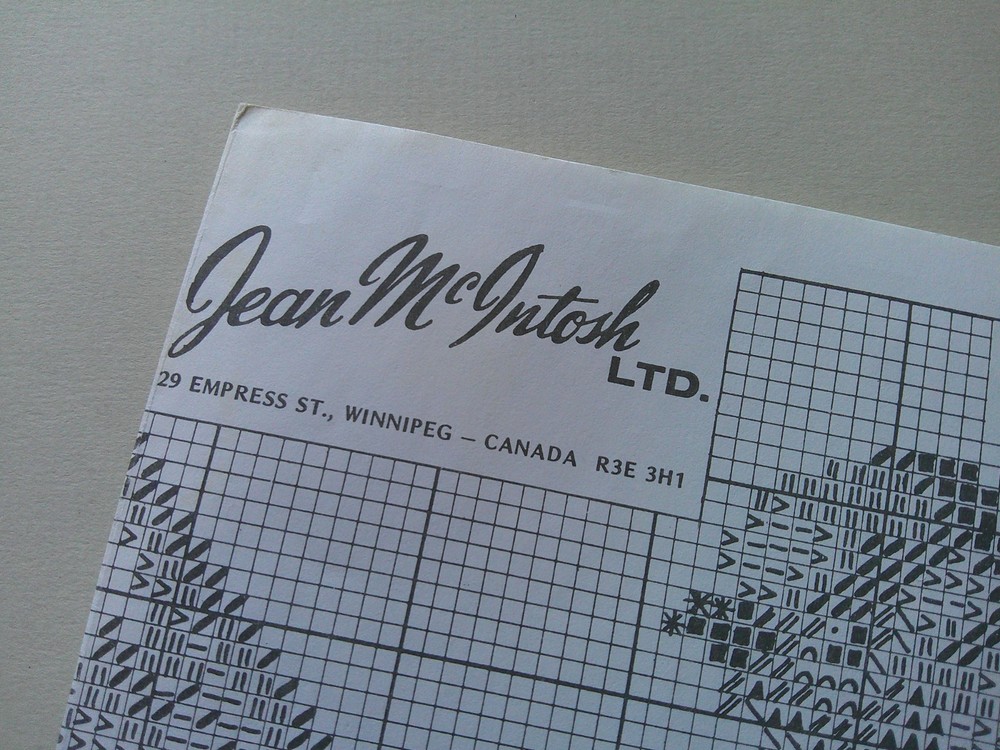 Jean McIntosh
LTD.
29 EMPRESS ST., WINNIPEG – CANADA R3E 3H1